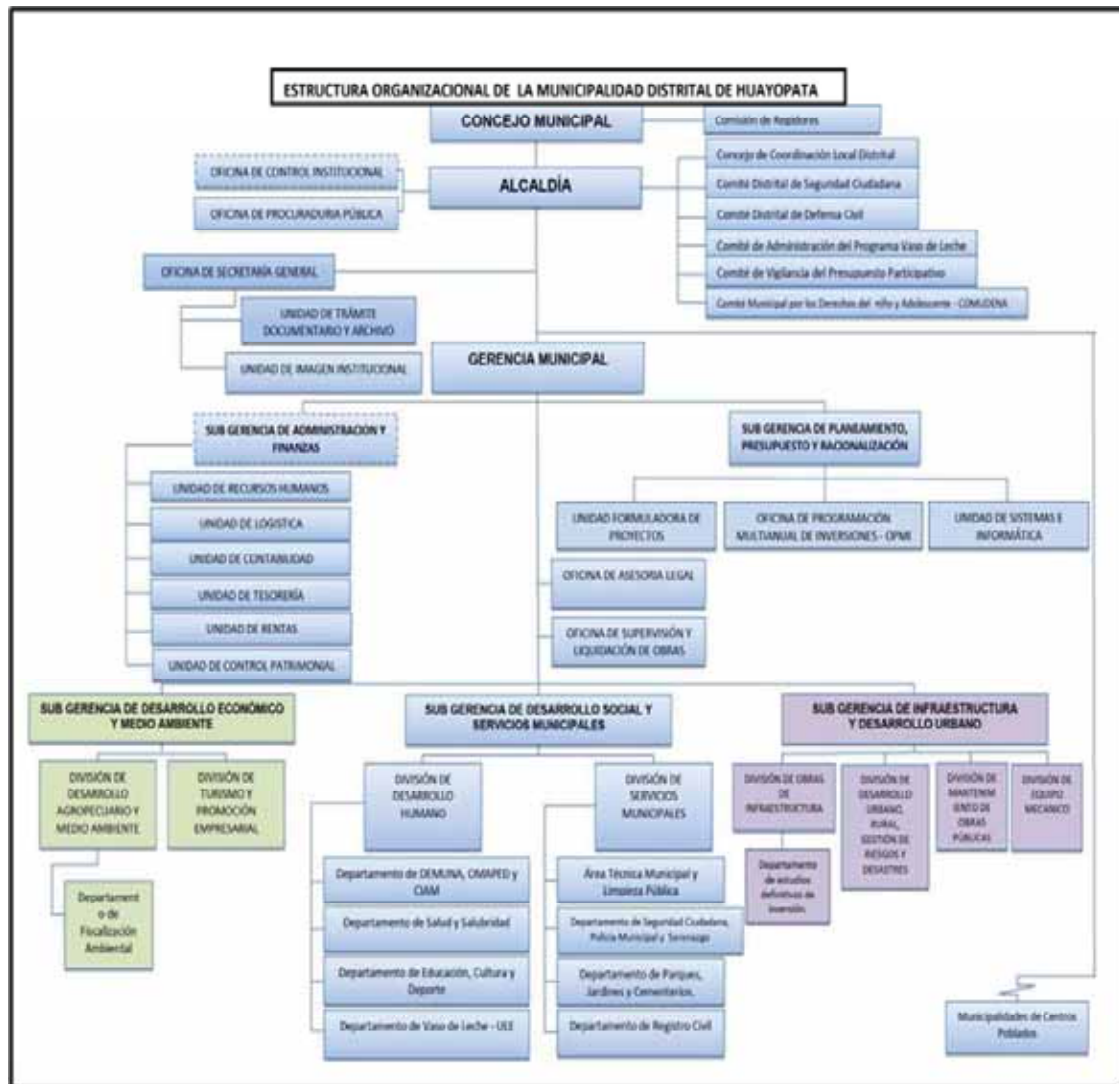 ESTRUCTURA ORGANIZACIONAL DE LA MUNICIPALIDAD DISTRITAL DE HUAYOPATA
CONCEJO MUNICIPAL
Comisión de Regidores
OFICINA DE CONTROL INSTITUCIONAL
OFICINA DE PROCURADURIA PÚBLICA
ALCALDÍA
Concejo de Coordinación Local Distrital
Comité Distrital de Seguridad Ciudadana
Comité Distrital de Defensa Civil
Comité de Administración del Programa Vaso de Leche
Comité de Vigilancia del Presupuesto Participativo
Comité Municipal por los Derechos del niño y Adolescente - COMUDENA
OFICINA DE SECRETARÍA GENERAL
UNIDAD DE TRÁMITE
DOCUMENTARIO Y ARCHIVO
UNIDAD DE IMAGEN INSTITUCIONAL
GERENCIA MUNICIPAL
SUB GERENCIA DE ADMINISTRACION Y
FINANZAS
UNIDAD DE RECURSOS HUMANOS
UNIDAD DE LOGISTICA
UNIDAD DE CONTABILIDAD
UNIDAD DE TESORERÍA
UNIDAD DE RENTAS
UNIDAD DE CONTROL PATRIMONIAL
SUB GERENCIA DE PLANEAMIENTO,
PRESUPUESTO Y RACIONALIZACIÓN
UNIDAD FORMULADORA DE
PROYECTOS
OFICINA DE PROGRAMACIÓN
MULTIANUAL DE INVERSIONES - OPMI
UNIDAD DE SISTEMAS E
INFORMÁTICA
OFICINA DE ASESORIA LEGAL
OFICINA DE SUPERVISIÓN Y
LIQUIDACIÓN DE OBRAS
SUB GERENCIA DE DESARROLLO ECONÓMICO
Y MEDIO AMBIENTE
DIVISIÓN DE
DESARROLLO
AGROPECUARIO Y
MEDIO AMBIENTE
DIVISIÓN DE
TURISMO Y
PROMOCIÓN
EMPRESARIAL
Departament
o de
Fiscalización
Ambiental
SUB GERENCIA DE DESARROLLO SOCIAL Y
SERVICIOS MUNICIPALES
DIVISIÓN DE
DESARROLLO
HUMANO
Departamento de DEMUNA, OMAPED y
CIAM
Departamento de Salud y Salubridad
Departamento de Educación, Cultura y
Deporte
Departamento de Vaso de Leche - ULE
DIVISIÓN DE
SERVICIOS
MUNICIPALES
Área Técnica Municipal y
Limpieza Pública
Departamento de Seguridad Ciudadana,
Policía Municipal y Serenazgo
Departamento de Parques,
Jardines y Cementerios.
Departamento de Registro Civil
SUB GERENCIA DE INFRAESTRUCTURA
Y DESARROLLO URBANO
DIVISIÓN DE OBRAS
DE
INFRAESTRUCTURA
Departamento
de estudios
definitivos de
inversión.
DIVISIÓN DE
DESARROLLO
URBANO,
RURAL,
GESTIÓN DE
RIESGOS Y
DESASTRES
DIVISIÓN DE
MANTENIM
IENTO DE
OBRAS
PÚBLICAS
DIVISIÓN DE
EQUIPO
MECANICO
Municipalidades de Centros
Poblados